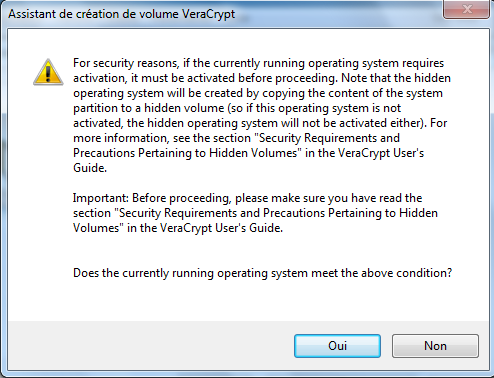 Assistant de création de volume VeraCrypt
For security reasons, if the currently running operating system requires
activation, it must be activated before proceeding. Note that the hidden
operating system will be created by copying the content of the system
partition to a hidden volume (so if this operating system is not
activated, the hidden operating system will not be activated either). For
more information, see the section "Security Requirements and
Precautions Pertaining to Hidden Volumes" in the VeraCrypt User's
Guide.
Important: Before proceeding, please make sure you have read the
section "Security Requirements and Precautions Pertaining to Hidden
Volumes" in the VeraCrypt User's Guide.
Does the currently running operating system meet the above condition?
Oui
Non